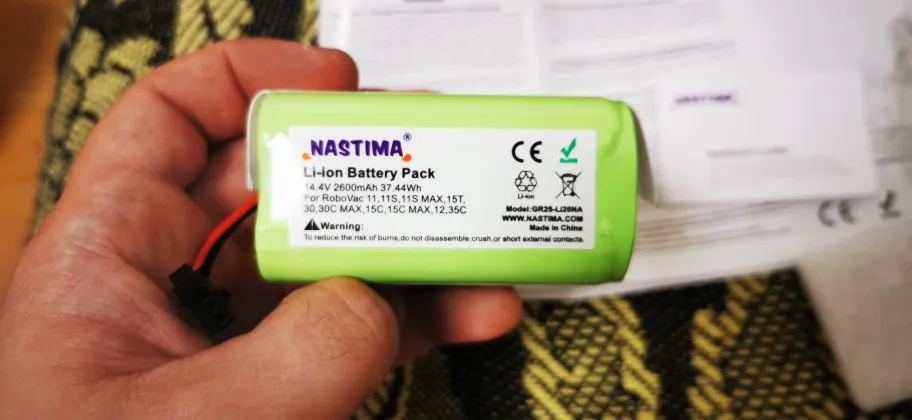 NASTIMA®
Li-ion Battery Pack
14.4V 2600mAh 37.44Wh
For RoboVac 11,11S,11S MAX,15T,
30,30C MAX,15C,15C MAX,12,35C
Warning:
To reduce the risk of burns,do not disassemble,crush,or short external contacts.
CE
Li-ion
Model:GR25-Li26NA
WWW.NASTIMA.COM
Made in China
NASTIMA
CE